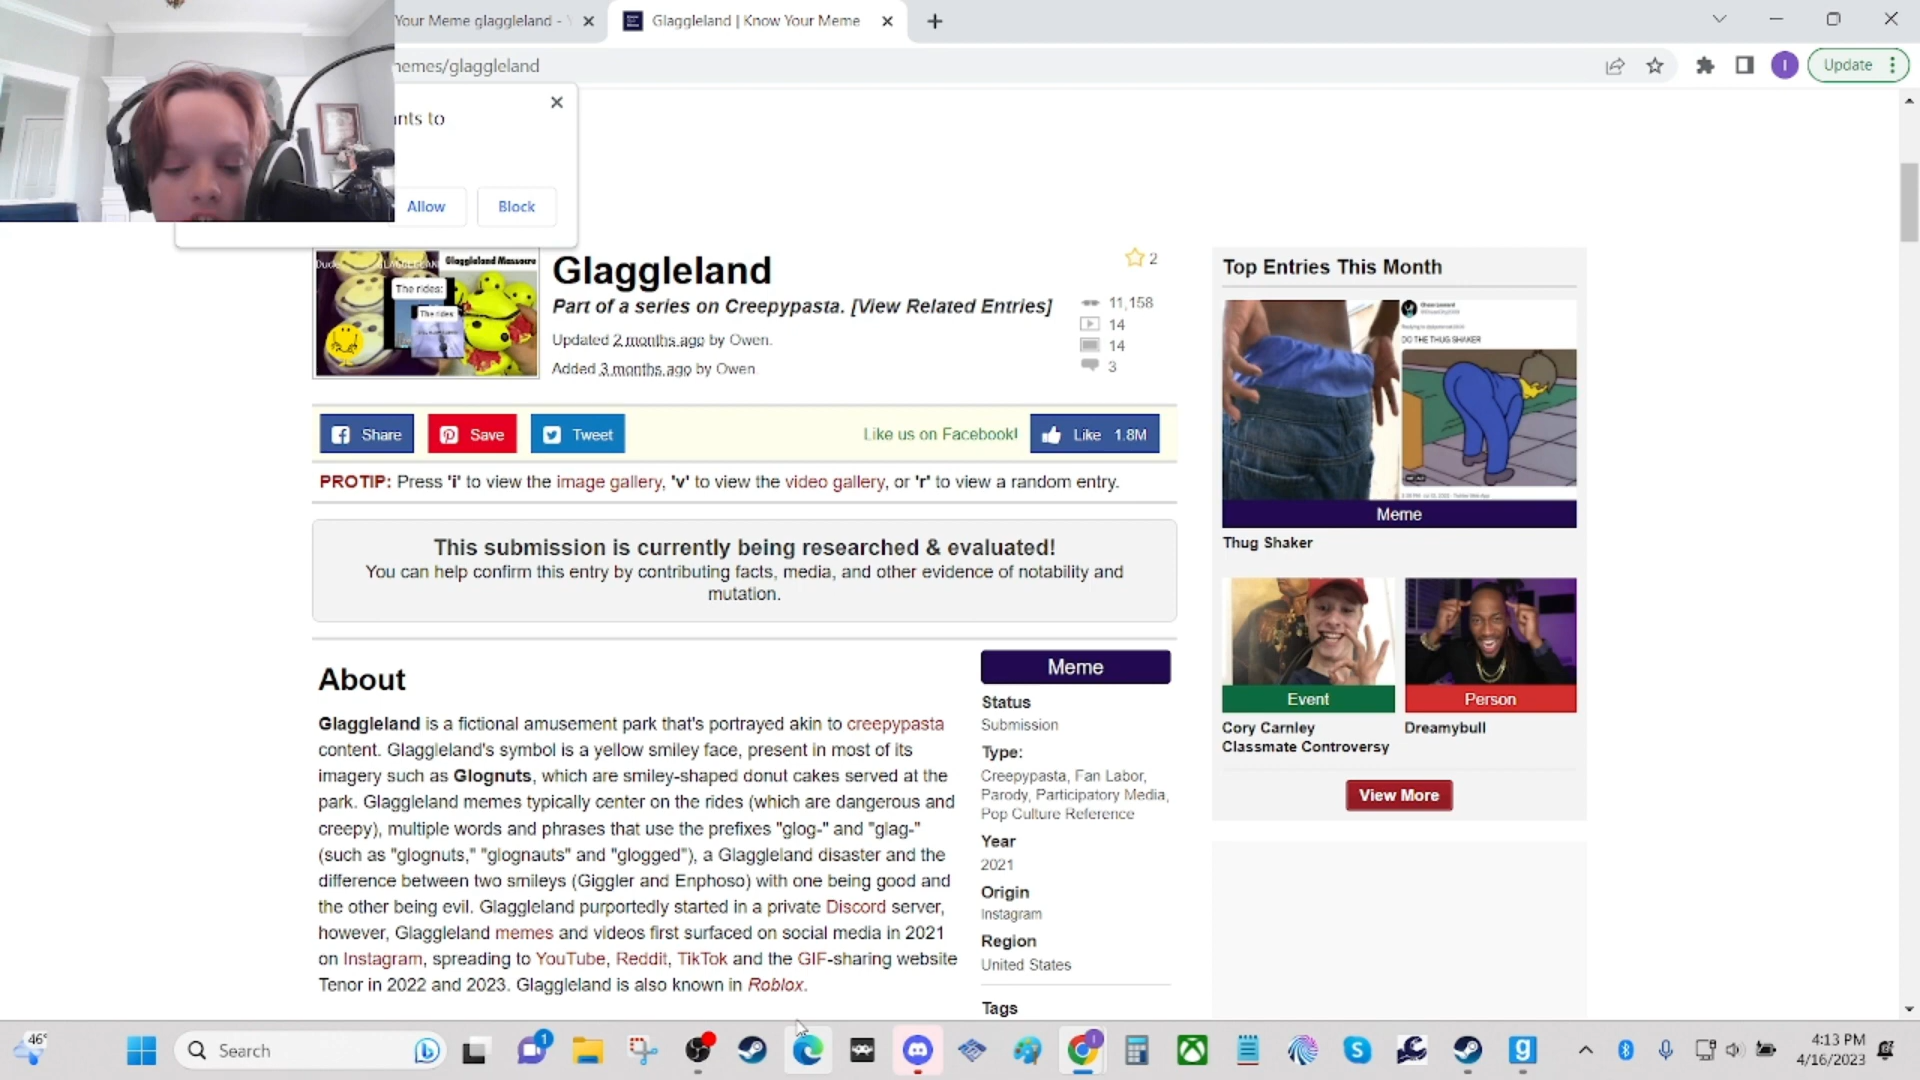 Your Meme glaggleland -
Glaggleland | Know Your Meme
nemes/glaggleland
Update
nts to
Allow
Block
Glaggleland Massacre
The rides:
The rides
Glaggleland
2
Part of a series on Creepypasta. [View Related Entries]
Updated 2 months ago by Owen.
Added 3 months ago by Owen
11,158
14
14
3
Share
Save
Tweet
Like us on Facebook!
Like 1.8M
PROTIP: Press 'i' to view the image gallery, 'v' to view the video gallery, or 'r' to view a random entry.
This submission is currently being researched & evaluated!
You can help confirm this entry by contributing facts, media, and other evidence of notability and
mutation.
About
Glaggleland is a fictional amusement park that's portrayed akin to creepypasta
content. Glaggleland's symbol is a yellow smiley face, present in most of its
imagery such as Glognuts, which are smiley-shaped donut cakes served at the
park. Glaggleland memes typically center on the rides (which are dangerous and
creepy), multiple words and phrases that use the prefixes "glog-" and "glag-"
(such as "glognuts," "glognauts" and "glogged"), a Glaggleland disaster and the
difference between two smileys (Giggler and Enphoso) with one being good and
the other being evil. Glaggleland purportedly started in a private Discord server,
however, Glaggleland memes and videos first surfaced on social media in 2021
on Instagram, spreading to YouTube, Reddit, TikTok and the GIF-sharing website
Tenor in 2022 and 2023. Glaggleland is also known in Roblox.
Meme
Status
Submission
Type:
Creepypasta, Fan Labor,
Parody, Participatory Media,
Pop Culture Reference
Year
2021
Origin
Instagram
Region
United States
Tags
Top Entries This Month
DO THE THUG SHAKER
Meme
Thug Shaker
Event
Cory Carnley
Classmate Controversy
Person
Dreamybull
View More
46°
Search
1
4:13 PM
4/16/2023